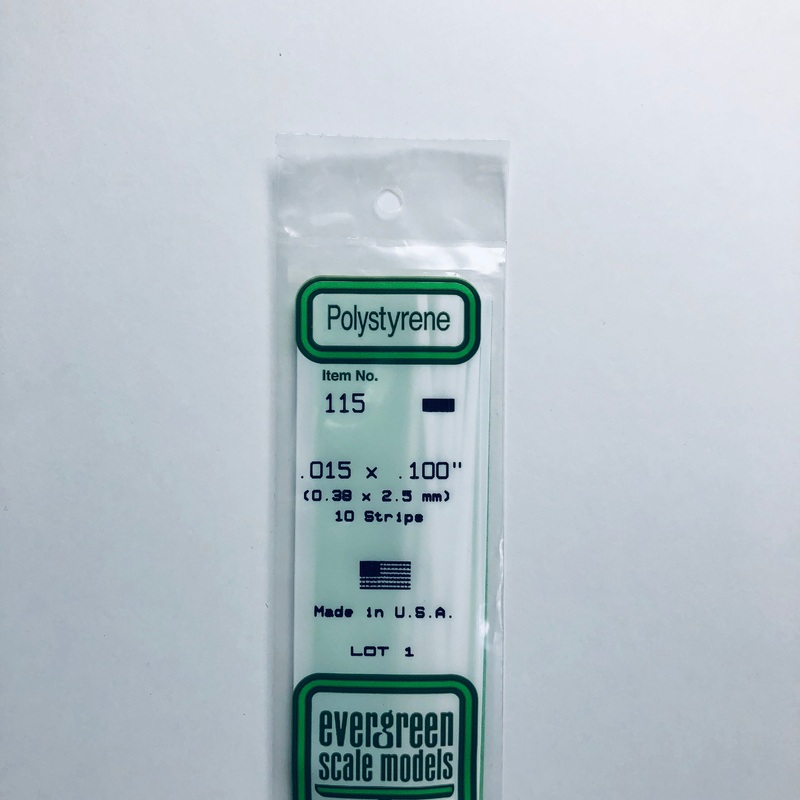 Polystyrene
Item No.
115
.015 x .100"
(0.38 x 2.5 mm)
10 Strips
Made in U.S.A.
LOT 1
evergreen
scale models